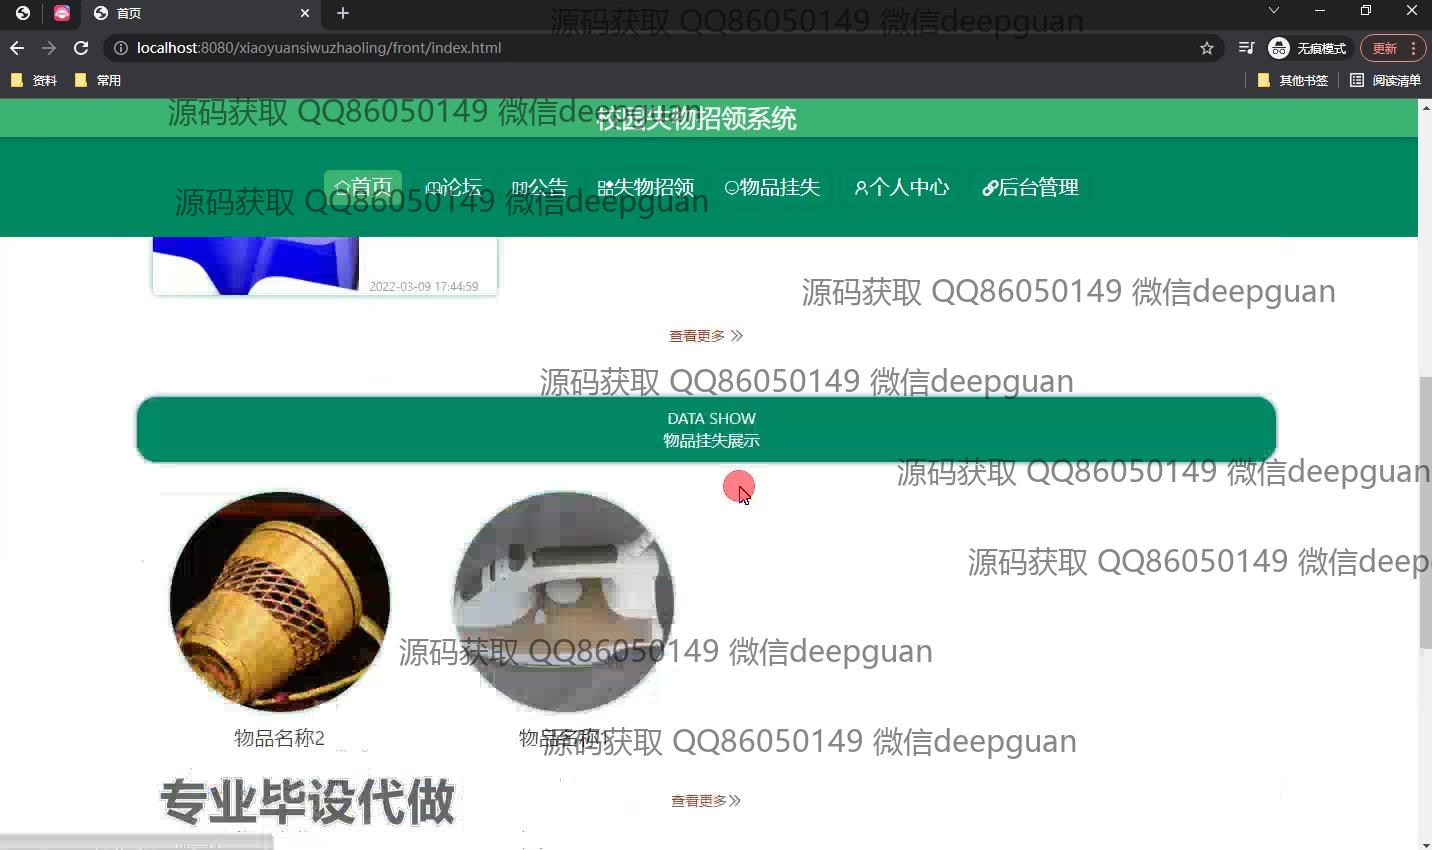 首页
源码获取 QQ86050149 微信deepguan
localhost:8080/xiaoyuansiwuzhaoling/front/index.html
无痕模式
更新
资料
常用
其他书签
阅读清单
源码获取 QQ86050149 微信deepguan
校园失物招领系统
首页
论坛
公告
失物招领
物品挂失
个人中心
后台管理
源码获取 QQ86050149 微信deepguan
2022-03-09 17:44:59
源码获取 QQ86050149 微信deepguan
查看更多
源码获取 QQ86050149 微信deepguan
DATA SHOW
物品挂失展示
源码获取 QQ86050149 微信deepguan
源码获取 QQ86050149 微信deep
源码获取 QQ86050149 微信deepguan
物品名称2
物品名称1
源码获取 QQ86050149 微信deepguan
专业毕设代做
查看更多